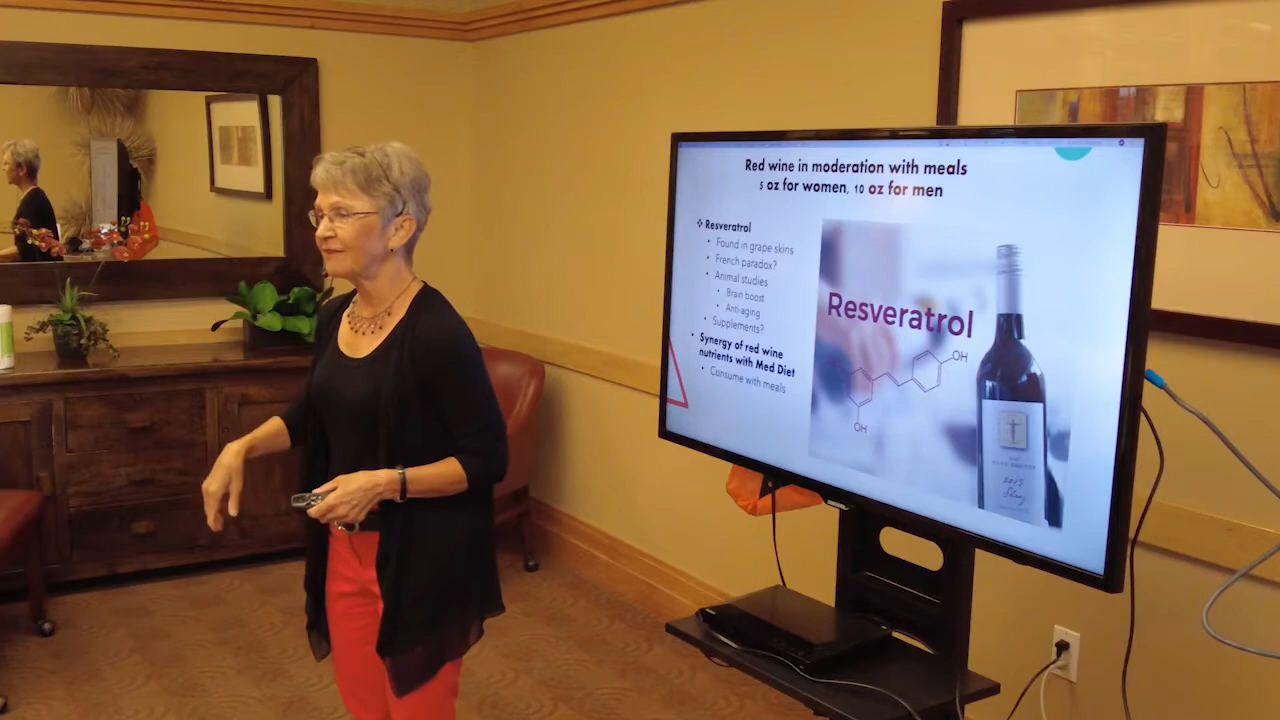 Red wine in moderation with meals
5 oz for women, 10 oz for men
❖ Resveratrol
• Found in grape skins
• French paradox?
• Animal studies
• Brain boost
• Anti-aging
• Supplements?
• Synergy of red wine
nutrients with Med Diet
• Consume with meals
Resveratrol
OH
OH